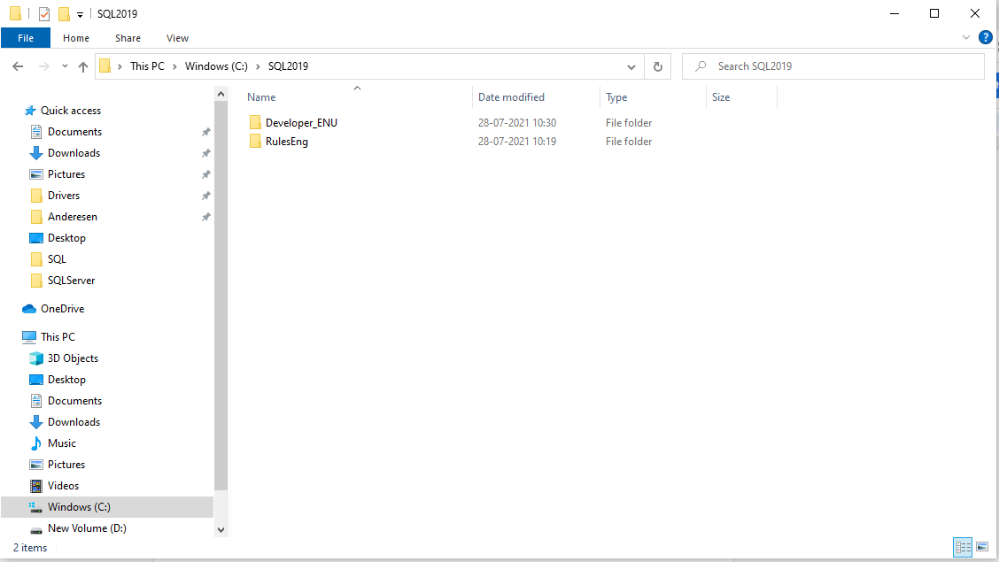 SQL2019
File Home Share View
This PC > Windows (C:) > SQL2019
Search SQL2019
Name Date modified Type Size
Developer_ENU 28-07-2021 10:30 File folder
RulesEng 28-07-2021 10:19 File folder
Quick access
Documents
Downloads
Pictures
Drivers
Anderesen
Desktop
SQL
SQLServer
OneDrive
This PC
3D Objects
Desktop
Documents
Downloads
Music
Pictures
Videos
Windows (C:)
New Volume (D:)
2 items